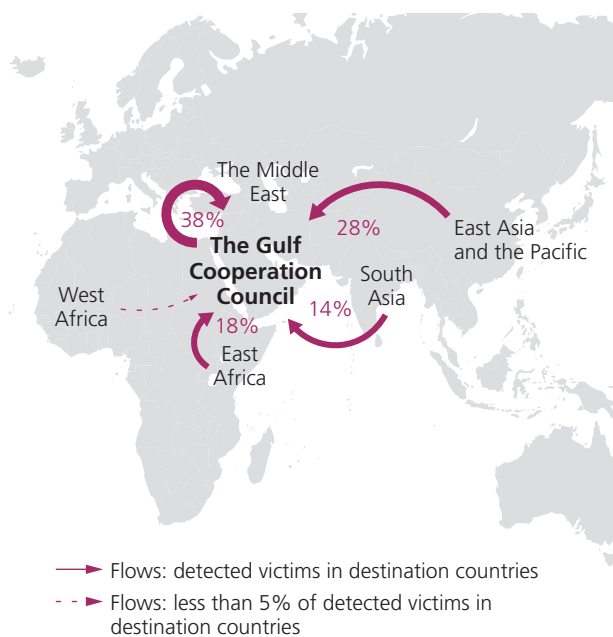 The Middle
East
38%
28%
East Asia
and the Pacific
The Gulf
Cooperation
Council
South
Asia
West
Africa
14%
18%
East
Africa
Flows: detected victims in destination countries
Flows: less than 5% of detected victims in
destination countries